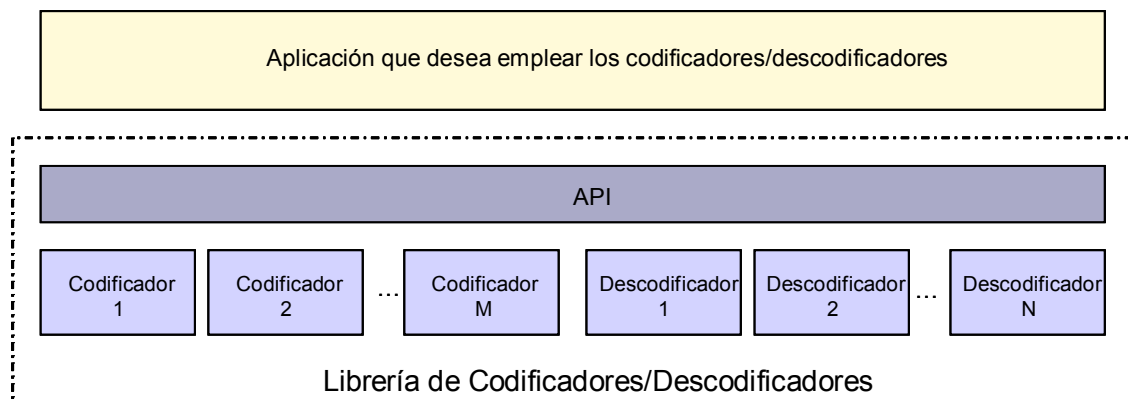 Aplicación que desea emplear los codificadores/descodificadores
API
Codificador
1
Codificador
2
...
Codificador
M
Descodificador
1
Descodificador
2
...
Descodificador
N
Librería de Codificadores/Descodificadores